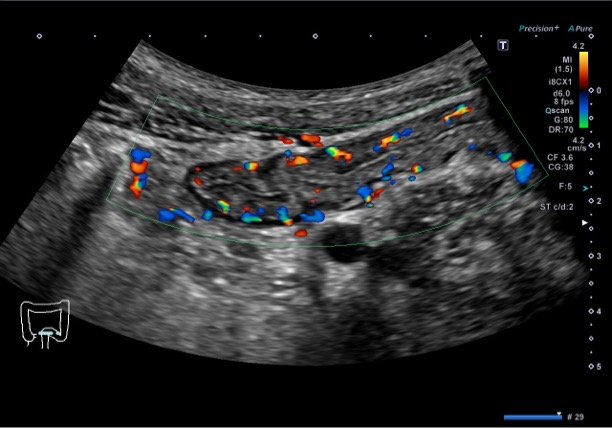 Precision+ A Pure
T
4.2
MI
(1.5)
i8CX1
d6.0
8 fps
Qscan
G:80
DR:70
4.2
cm/s
CF 3.6
CG:38
F:5
ST c/d:2
0
1
2
3
4
5
# 29